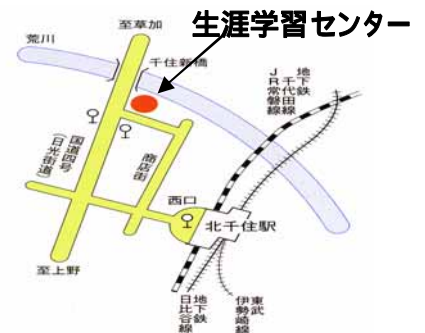 生涯学習センター
至草加
荒川
千住新橋
地下鉄
千代田線
JR常磐線
国道四号
(日光街道)
商店街
西口
北千住駅
至上野
地下鉄
日比谷線
東武
伊勢崎線